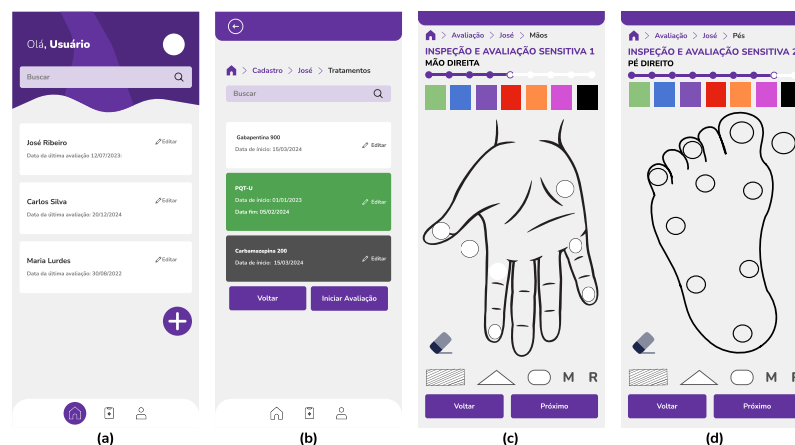 Olá, Usuário
Buscar
José Ribeiro
Editar
Data da última avaliação 12/07/2023:
Carlos Silva
Editar
Data da última avaliação: 20/12/2024
Maria Lurdes
Editar
Data da última avaliação: 30/08/2022
(a)
Cadastro > José > Tratamentos
Buscar
Gabapentina 900
Editar
Data de início: 15/03/2024
PQT-U
Data de início: 01/01/2023
Editar
Data fim: 05/02/2024
Carbamazepina 200
Editar
Data de início: 15/03/2024
Voltar
Iniciar Avaliação
(b)
> Avaliação > José > Mãos
INSPEÇÃO E AVALIAÇÃO SENSITIVA 1
MÃO DIREITA
M R
Voltar
Próximo
(c)
> Avaliação > José > Pés
INSPEÇÃO E AVALIAÇÃO SENSITIVA 2
PÉ DIREITO
M R
Voltar
Próximo
(d)